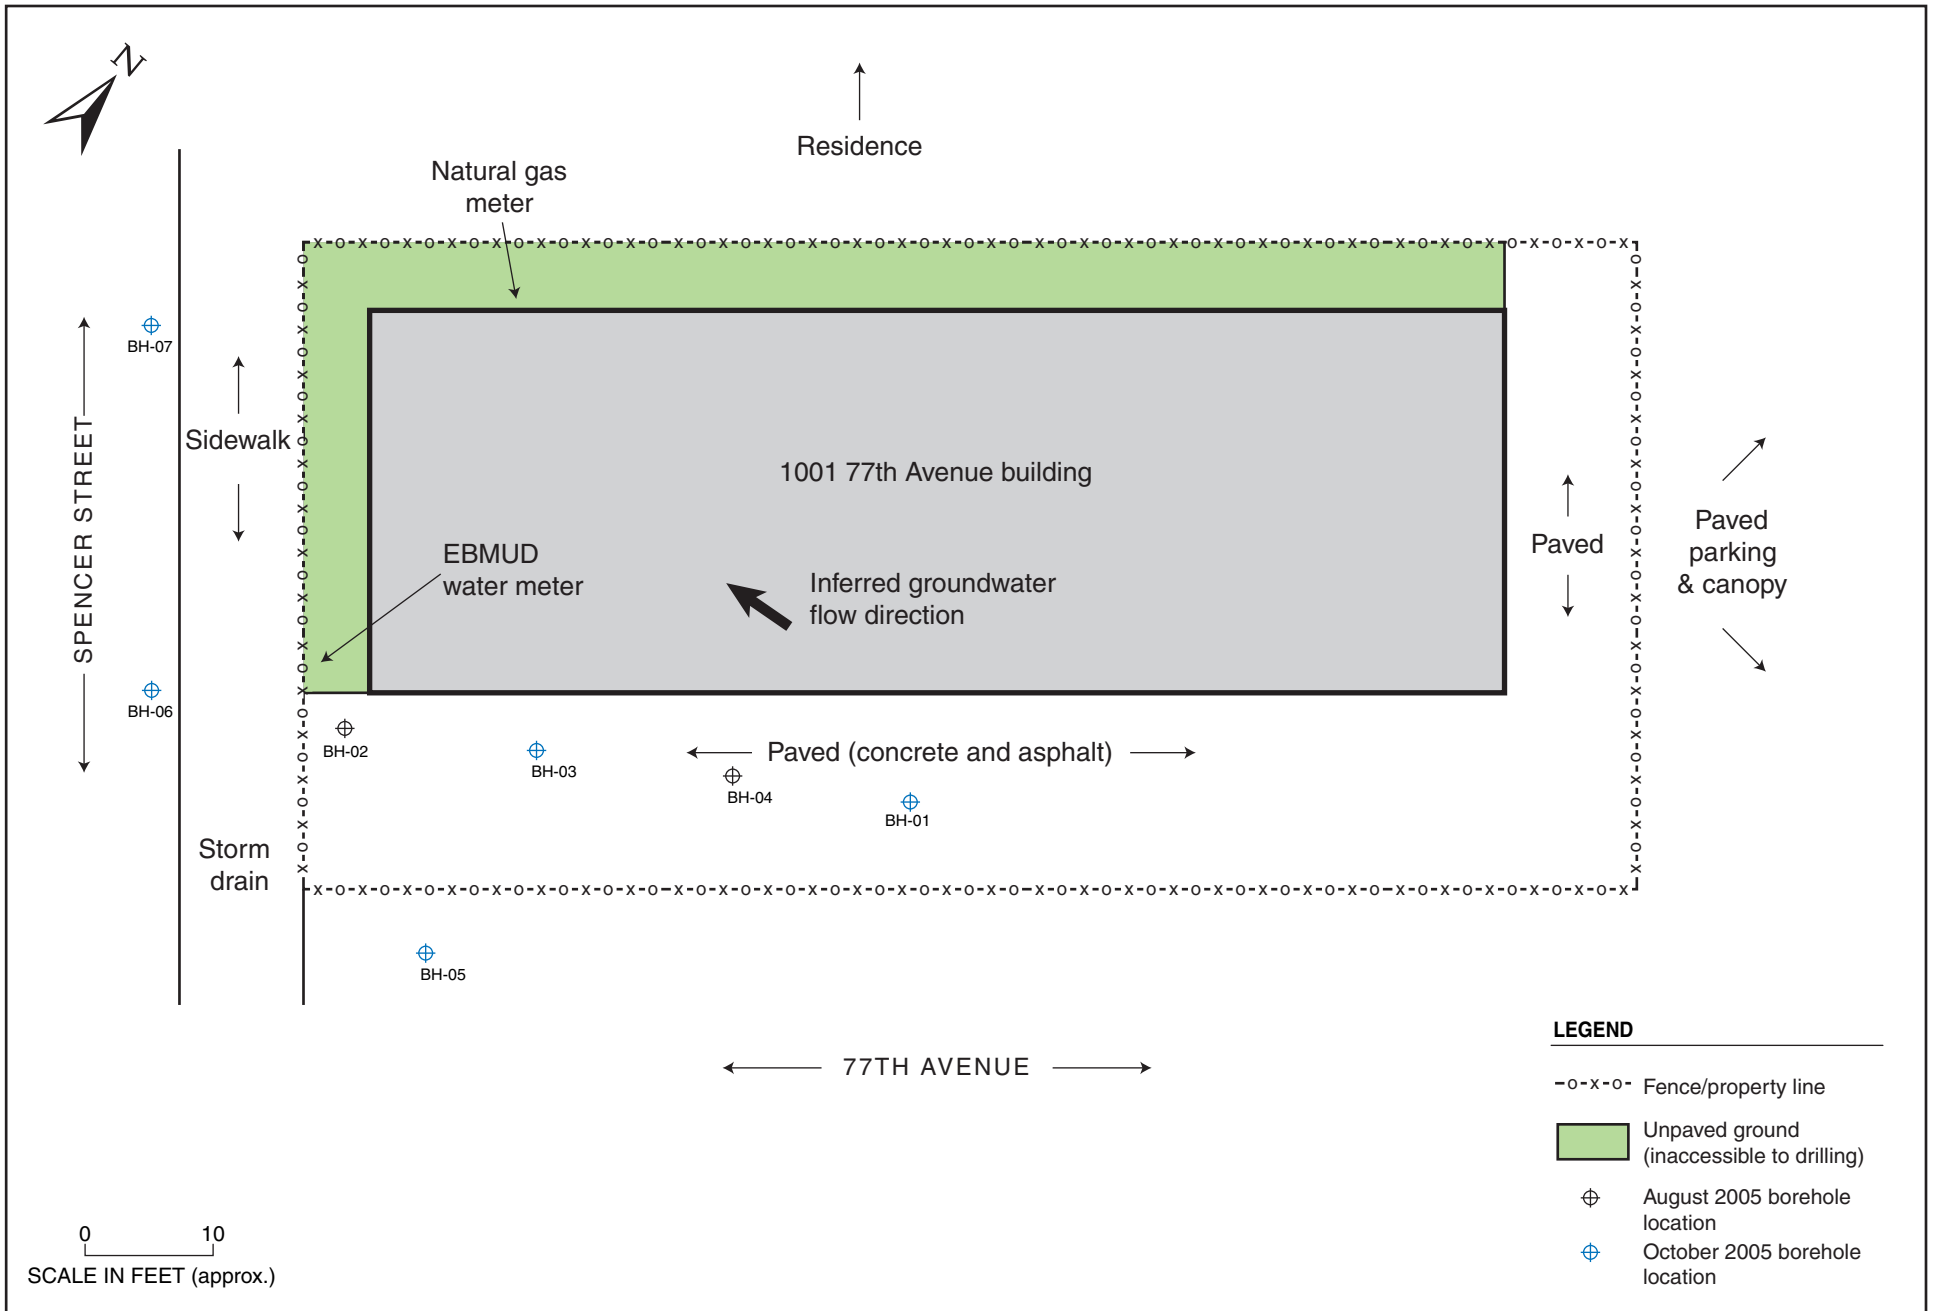 N
Residence
Natural gas
meter
BH-07
Sidewalk
SPENCER STREET
1001 77th Avenue building
EBMUD
water meter
Inferred groundwater
flow direction
Paved
Paved
parking
& canopy
BH-06
BH-02
BH-03
Paved (concrete and asphalt)
BH-04
BH-01
Storm
drain
BH-05
77TH AVENUE
LEGEND
-o-x-o- Fence/property line
Unpaved ground
(inaccessible to drilling)
August 2005 borehole
location
October 2005 borehole
location
0 10
SCALE IN FEET (approx.)